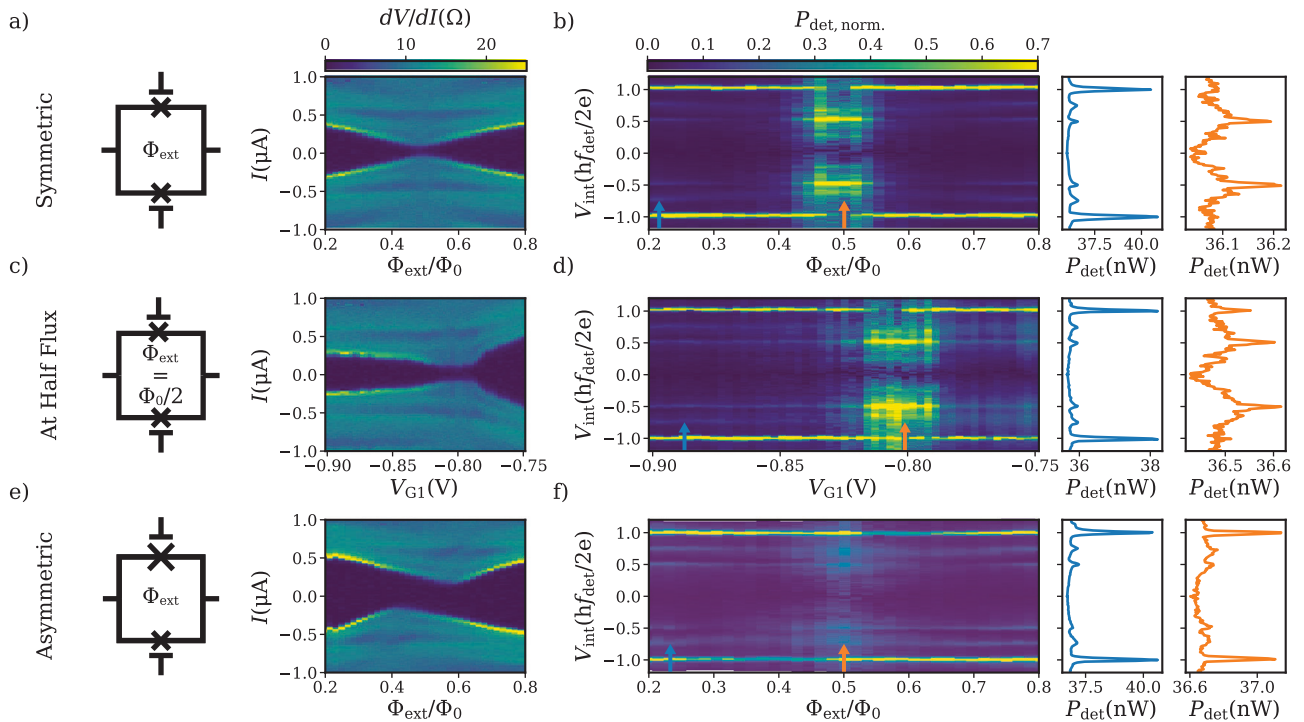 a)
Symmetric
Φext
dV/dI(Ω)
0 10 20
I(μA)
1.0
0.5
0.0
−0.5
−1.0
0.2 0.4 0.6 0.8
Φext/Φ0
b)
Pdet, norm.
0.0 0.1 0.2 0.3 0.4 0.5 0.6 0.7
Vint(hfdet/2e)
1.0
0.5
0.0
−0.5
−1.0
0.2 0.3 0.4 0.5 0.6 0.7 0.8
Φext/Φ0
37.5 40.0
Pdet(nW)
36.1 36.2
Pdet(nW)
c)
At Half Flux
Φext
=
Φ0/2
I(μA)
1.0
0.5
0.0
−0.5
−1.0
−0.90 −0.85 −0.80 −0.75
VG1(V)
d)
Vint(hfdet/2e)
1.0
0.5
0.0
−0.5
−1.0
−0.90 −0.85 −0.80 −0.75
VG1(V)
36 38
Pdet(nW)
36.5 36.6
Pdet(nW)
e)
Asymmetric
Φext
I(μA)
1.0
0.5
0.0
−0.5
−1.0
0.2 0.4 0.6 0.8
Φext/Φ0
f)
Vint(hfdet/2e)
1.0
0.5
0.0
−0.5
−1.0
0.2 0.3 0.4 0.5 0.6 0.7 0.8
Φext/Φ0
37.5 40.0
Pdet(nW)
36.6 37.0
Pdet(nW)